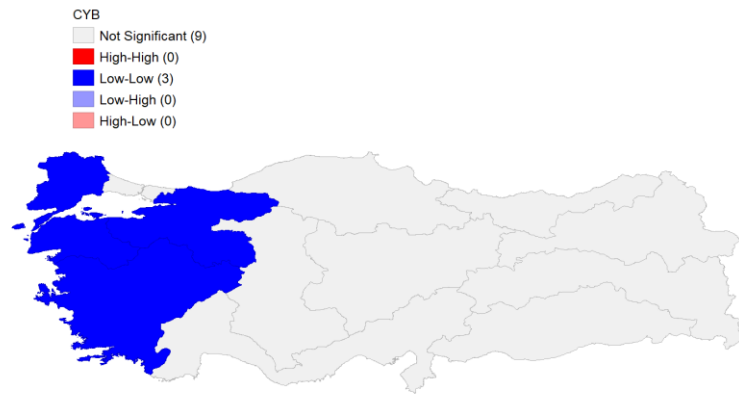 CYB
Not Significant (9)
High-High (0)
Low-Low (3)
Low-High (0)
High-Low (0)